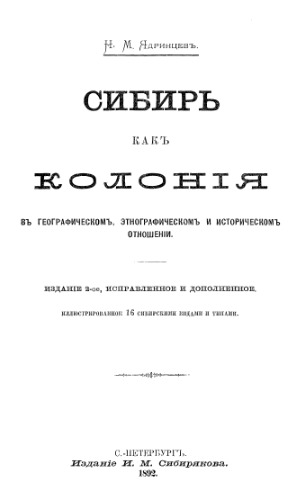 Н. М. Ядринцевъ.
СИБИРЬ
КАКЪ
КОЛОНІЯ
ВЪ ГЕОГРАФИЧЕСКОМЪ, ЭТНОГРАФИЧЕСКОМЪ И ИСТОРИЧЕСКОМЪ
ОТНОШЕНІИ.
ИЗДАНІЕ 2-ое, ИСПРАВЛЕННОЕ И ДОПОЛНЕННОЕ,
ИЛЛЮСТРИРОВАННОЕ 16 СИБИРСКИМИ ВИДАМИ И ТИПАМИ.
С.-ПЕТЕРБУРГЪ.
Изданіе И. М. Сибирякова.
1892.